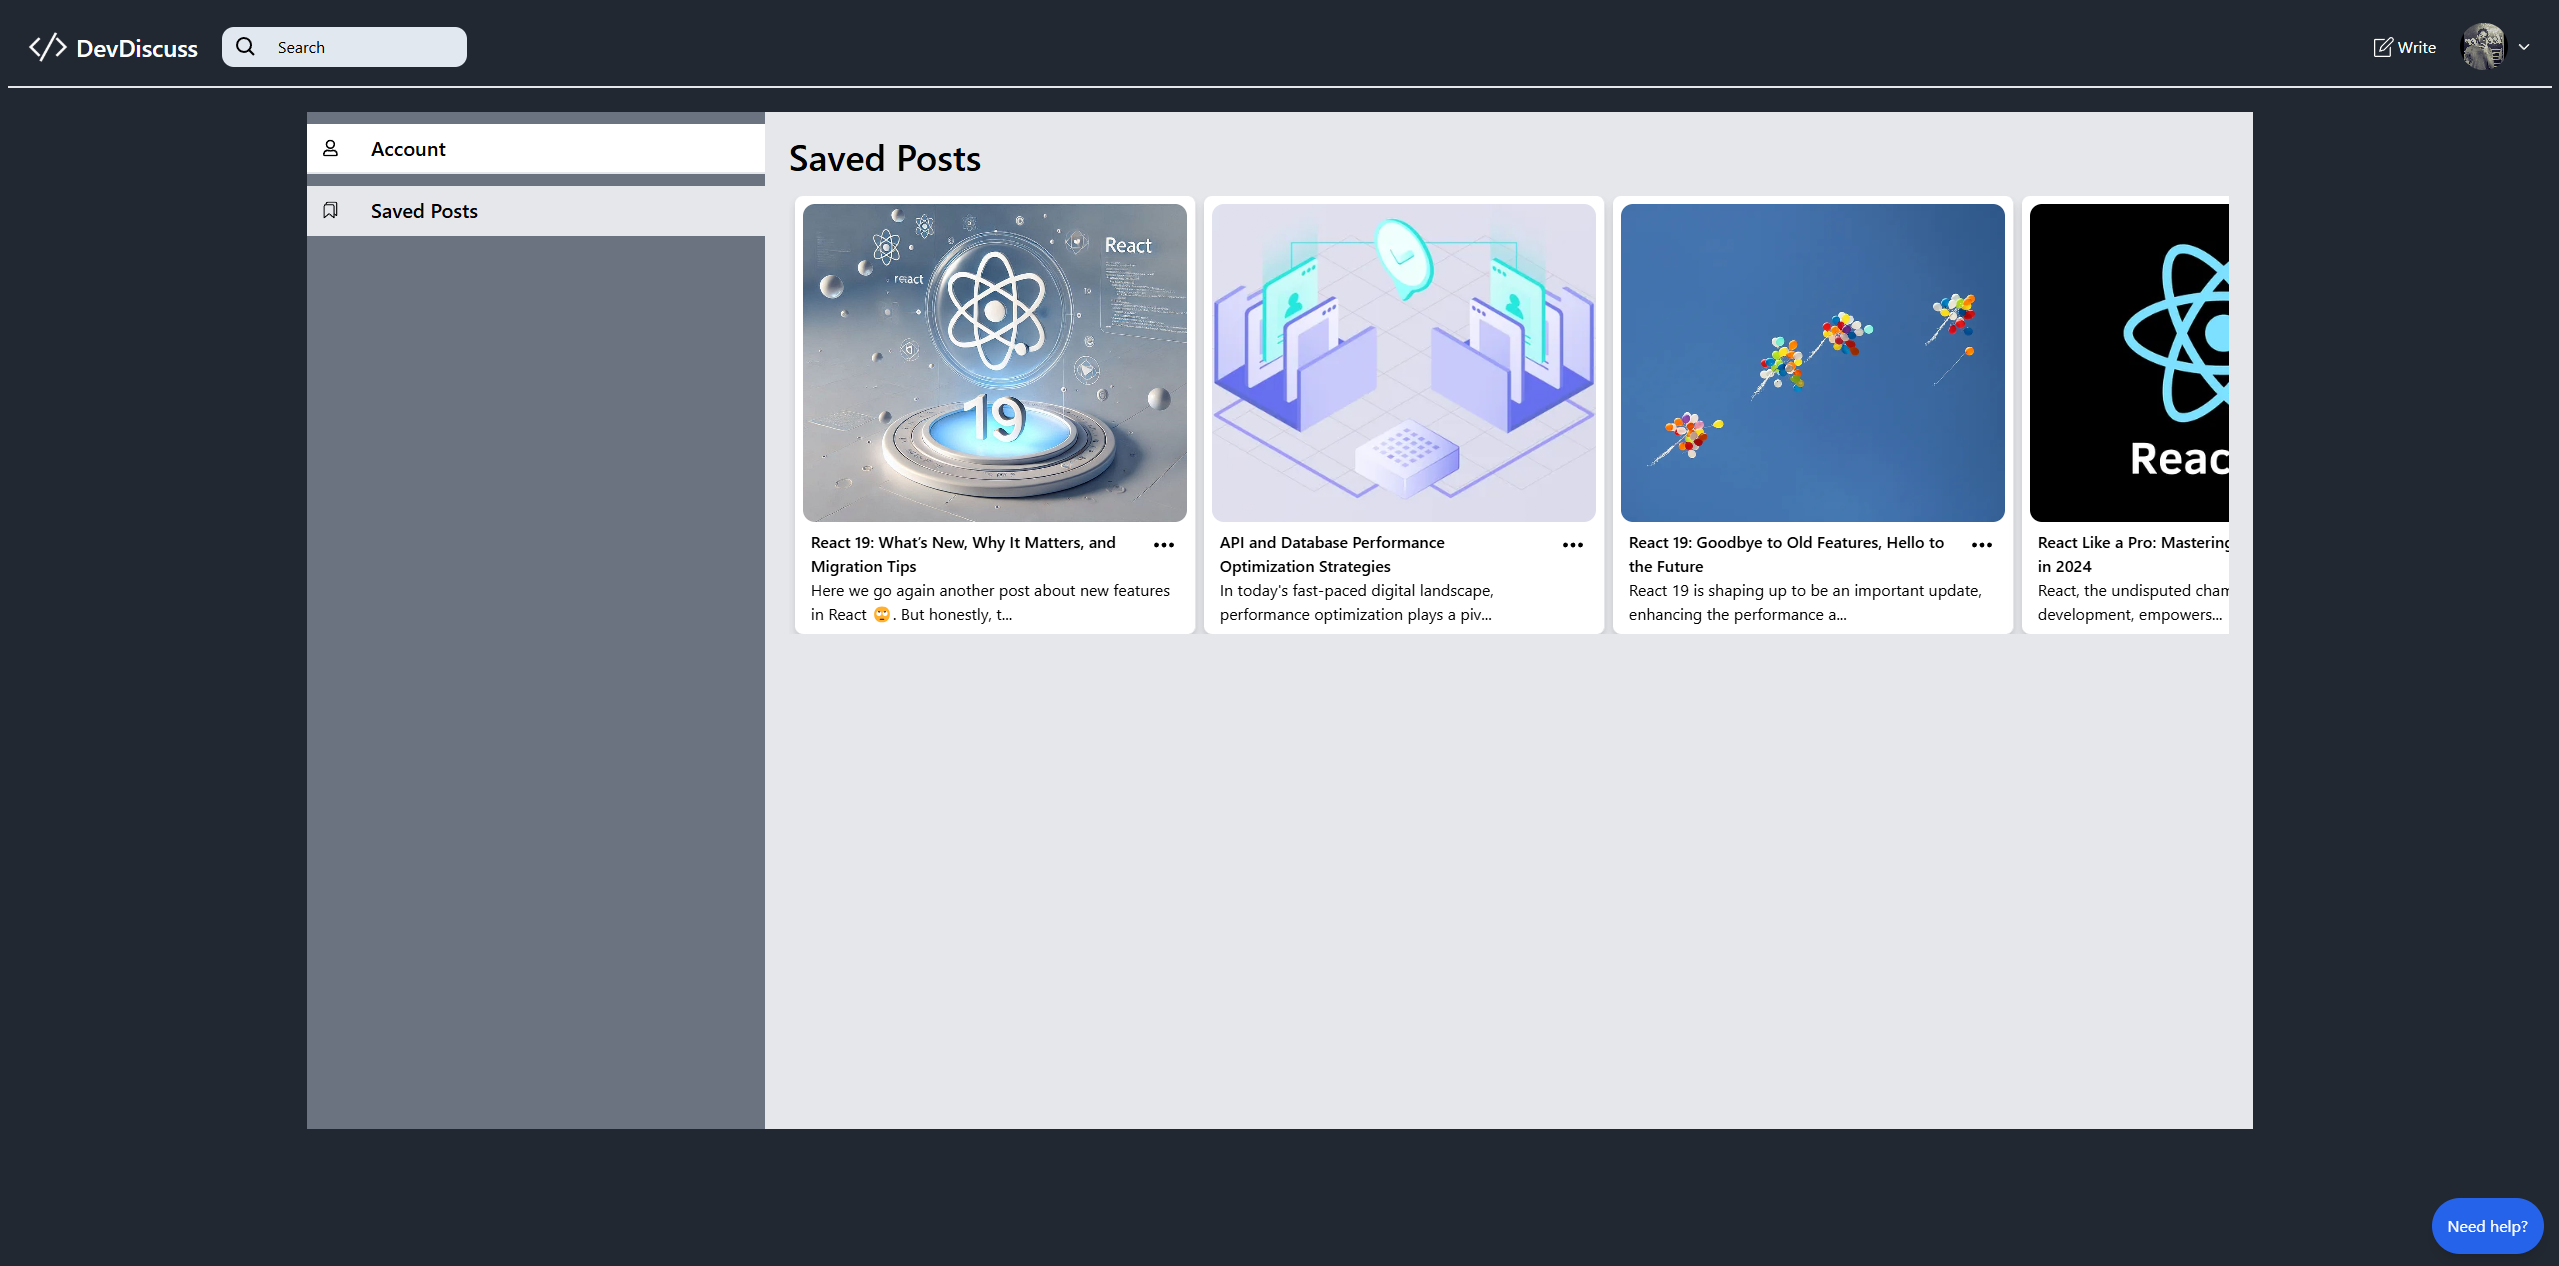 DevDiscuss
Search
Write
Account
Saved Posts
Saved Posts
React
react
19
19
React 19: What's New, Why It Matters, and
Migration Tips
Here we go again another post about new features
in React 🙄. But honestly, t...
API and Database Performance
Optimization Strategies
In today's fast-paced digital landscape,
performance optimization plays a piv...
React 19: Goodbye to Old Features, Hello to
the Future
React 19 is shaping up to be an important update,
enhancing the performance a...
Reac
React Like a Pro: Mastering
in 2024
React, the undisputed cham
development, empowers...
Need help?